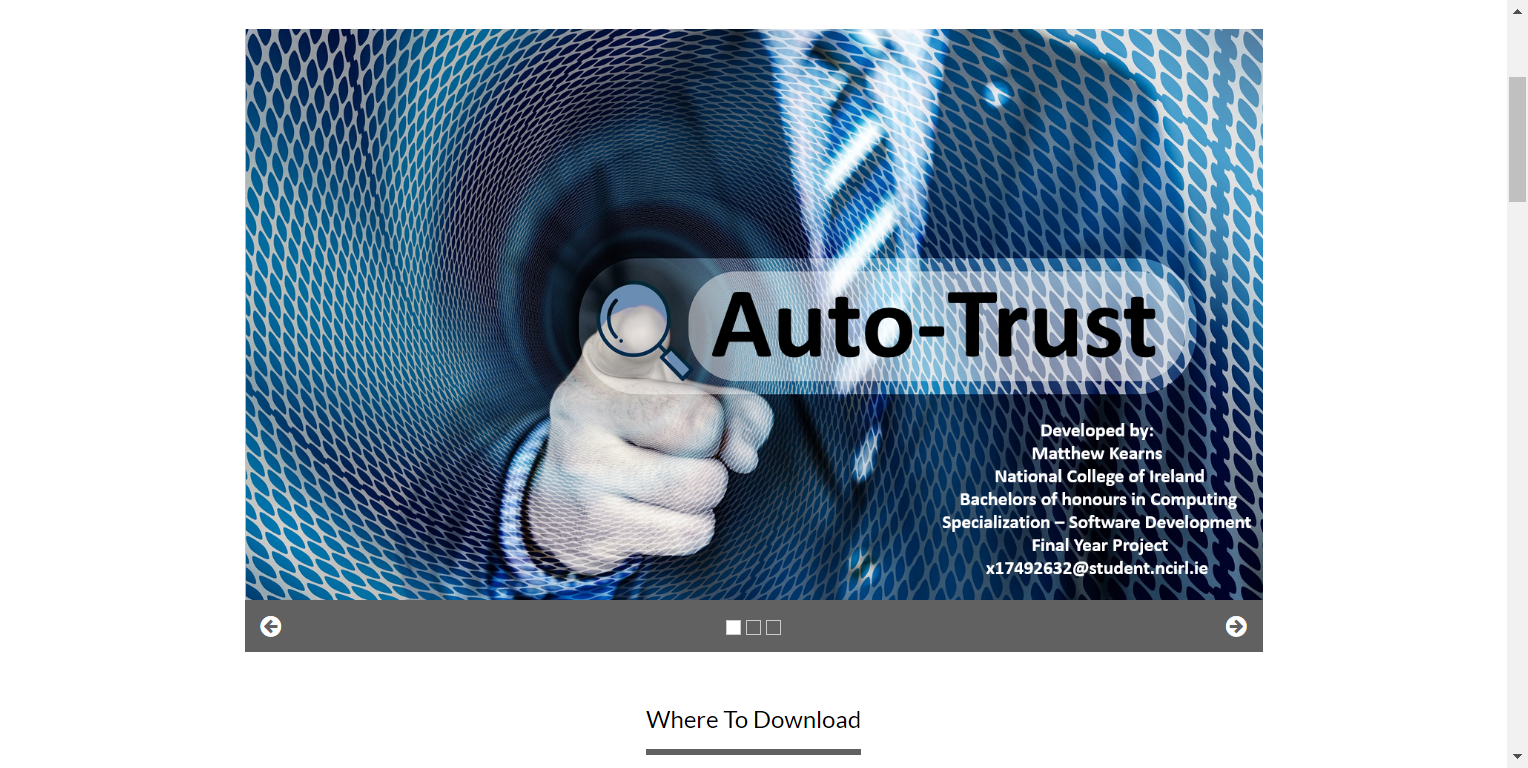 Auto-Trust
Developed by:
Matthew Kearns
National College of Ireland
Bachelors of honours in Computing
Specialization – Software Development
Final Year Project
x17492632@student.ncirl.ie
Where To Download